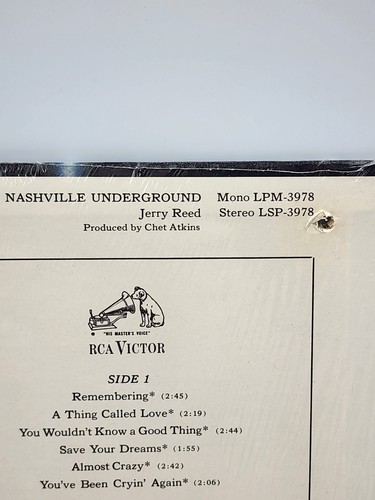 NASHVILLE UNDERGROUND Mono LPM-3978
Jerry Reed Stereo LSP-3978
Produced by Chet Atkins
"HIS MASTER'S VOICE"
RCA VICTOR
SIDE 1
Remembering* (2:45)
A Thing Called Love* (2:19)
You Wouldn't Know a Good Thing* (2:44)
Save Your Dreams* (1:55)
Almost Crazy* (2:42)
You've Been Cryin' Again* (2:06)